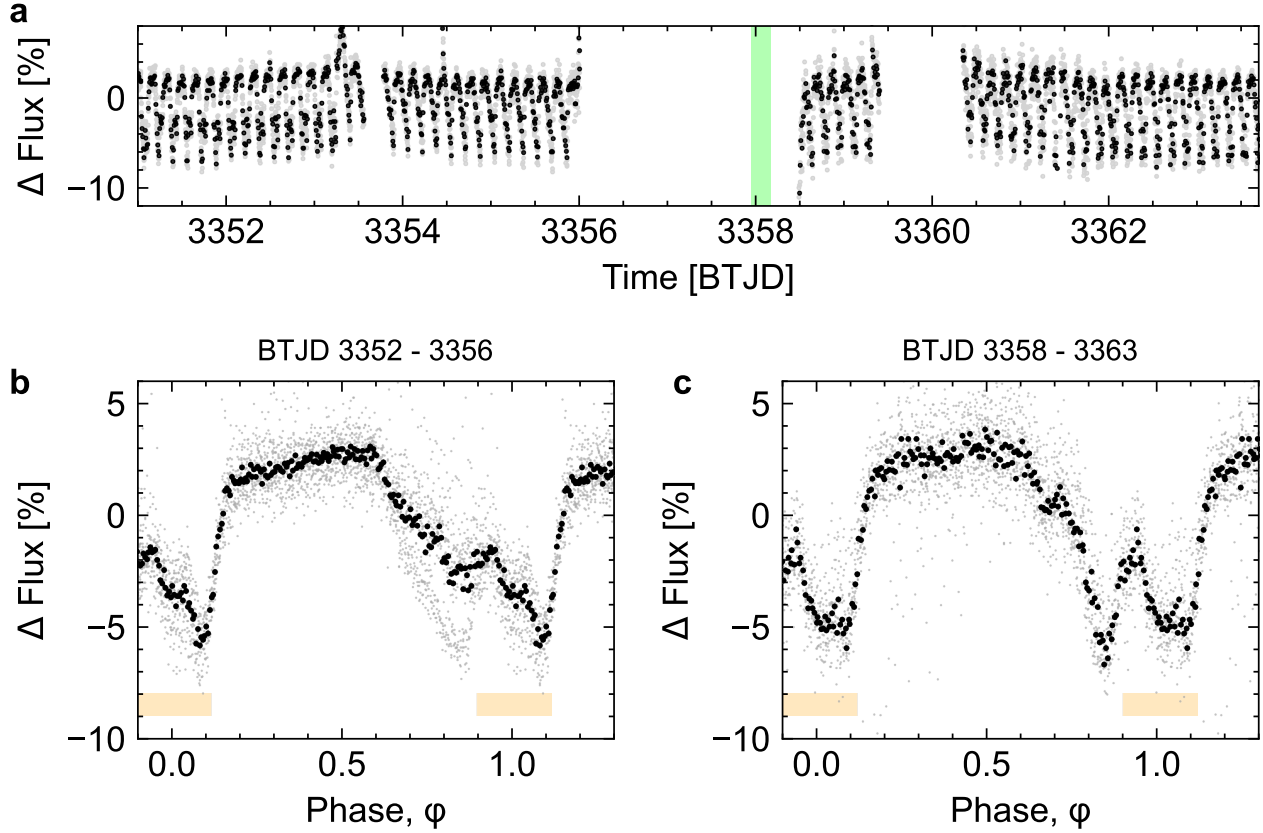 a
Δ Flux [%]
0
−10
3352 3354 3356 3358 3360 3362
Time [BTJD]
BTJD 3352 - 3356
b
Δ Flux [%]
5
0
−5
−10
0.0 0.5 1.0
Phase, φ
BTJD 3358 - 3363
c
Δ Flux [%]
5
0
−5
−10
0.0 0.5 1.0
Phase, φ